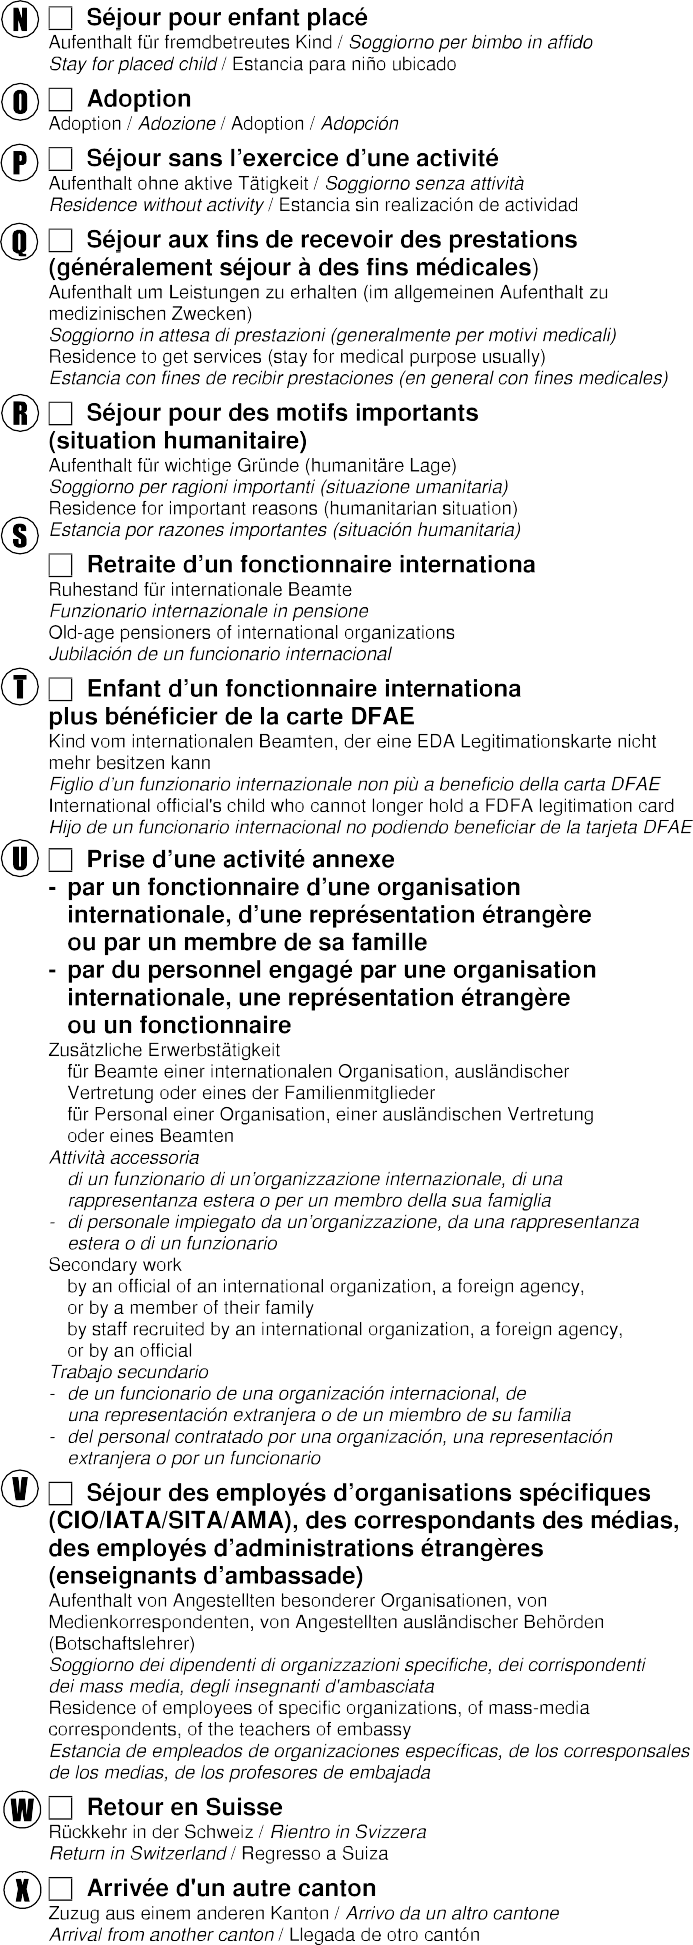 N Séjour pour enfant placé
Aufenthalt für fremdbetreutes Kind / Soggiorno per bimbo in affido
Stay for placed child / Estancia para niño ubicado
O Adoption
Adoption / Adozione / Adoption / Adopción
P Séjour sans l'exercice d'une activité
Aufenthalt ohne aktive Tätigkeit / Soggiorno senza attività
Residence without activity / Estancia sin realización de actividad
Q Séjour aux fins de recevoir des prestations
(généralement séjour à des fins médicales)
Aufenthalt um Leistungen zu erhalten (im allgemeinen Aufenthalt zu
medizinischen Zwecken)
Soggiorno in attesa di prestazioni (generalmente per motivi medicali)
Residence to get services (stay for medical purpose usually)
Estancia con fines de recibir prestaciones (en general con fines medicales)
R Séjour pour des motifs importants
(situation humanitaire)
Aufenthalt für wichtige Gründe (humanitäre Lage)
Soggiorno per ragioni importanti (situazione umanitaria)
Residence for important reasons (humanitarian situation)
S Estancia por razones importantes (situación humanitaria)
Retraite d'un fonctionnaire internationa
Ruhestand für internationale Beamte
Funzionario internazionale in pensione
Old-age pensioners of international organizations
Jubilación de un funcionario internacional
T Enfant d'un fonctionnaire internationa
plus bénéficier de la carte DFAE
Kind vom internationalen Beamten, der eine EDA Legitimationskarte nicht
mehr besitzen kann
Figlio d'un funzionario internazionale non più a beneficio della carta DFAE
International official's child who cannot longer hold a FDFA legitimation card
Hijo de un funcionario internacional no podiendo beneficiar de la tarjeta DFAE
U Prise d'une activité annexe
- par un fonctionnaire d'une organisation
internationale, d'une représentation étrangère
ou par un membre de sa famille
- par du personnel engagé par une organisation
internationale, une représentation étrangère
ou un fonctionnaire
Zusätzliche Erwerbstätigkeit
für Beamte einer internationalen Organisation, ausländischer
Vertretung oder eines der Familienmitglieder
für Personal einer Organisation, einer ausländischen Vertretung
oder eines Beamten
Attività accessoria
di un funzionario di un'organizzazione internazionale, di una
rappresentanza estera o per un membro della sua famiglia
- di personale impiegato da un'organizzazione, da una rappresentanza
estera o di un funzionario
Secondary work
by an official of an international organization, a foreign agency,
or by a member of their family
by staff recruited by an international organization, a foreign agency,
or by an official
Trabajo secundario
- de un funcionario de una organización internacional, de
una representación extranjera o de un miembro de su familia
- del personal contratado por una organización, una representación
extranjera o por un funcionario
V Séjour des employés d'organisations spécifiques
(CIO/IATA/SITA/AMA), des correspondants des médias,
des employés d'administrations étrangères
(enseignants d'ambassade)
Aufenthalt von Angestellten besonderer Organisationen, von
Medienkorrespondenten, von Angestellten ausländischer Behörden
(Botschaftslehrer)
Soggiorno dei dipendenti di organizzazioni specifiche, dei corrispondenti
dei mass media, degli insegnanti d'ambasciata
Residence of employees of specific organizations, of mass-media
correspondents, of the teachers of embassy
Estancia de empleados de organizaciones específicas, de los corresponsales
de los medias, de los profesores de embajada
W Retour en Suisse
Rückkehr in der Schweiz / Rientro in Svizzera
Return in Switzerland / Regresso a Suiza
X Arrivée d'un autre canton
Zuzug aus einem anderen Kanton / Arrivo da un altro cantone
Arrival from another canton / Llegada de otro cantón